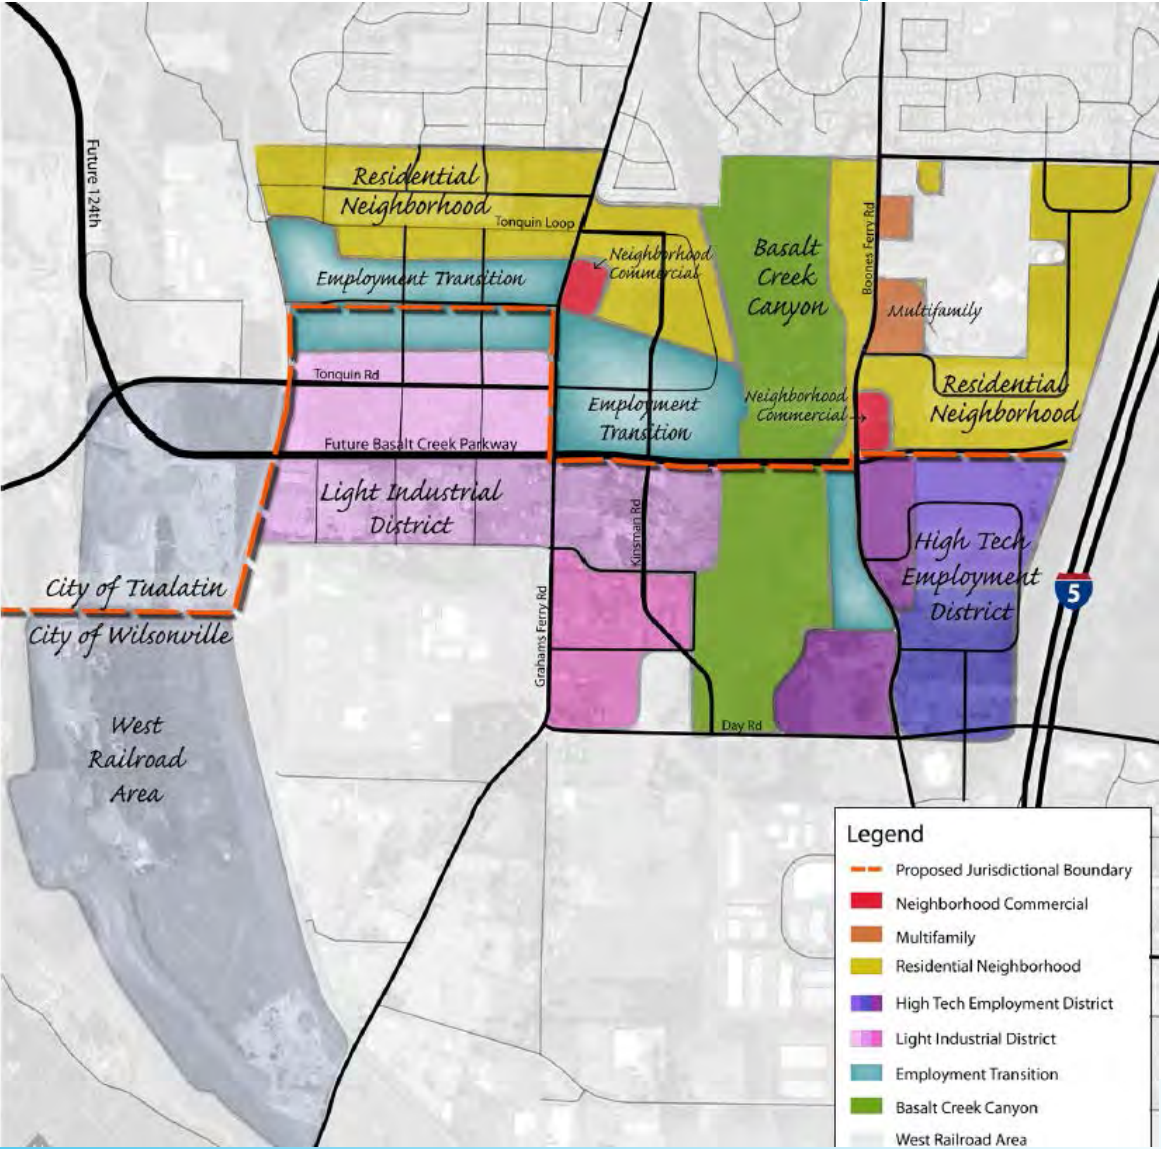 Future 124th
Residential
Neighborhood
Tonquin Loop
Employment Transition
Neighborhood
Commercial
Basalt
Creek
Canyon
Boones Ferry Rd
Multifamily
Tonquin Rd
Employment
Transition
Neighborhood
Commercial
Residential
Neighborhood
Future Basalt Creek Parkway
Light Industrial
District
Kinsman Rd
High Tech
Employment
District
5
City of Tualatin
City of Wilsonville
Grahams Ferry Rd
West
Railroad
Area
Day Rd
Legend
Proposed Jurisdictional Boundary
Neighborhood Commercial
Multifamily
Residential Neighborhood
High Tech Employment District
Light Industrial District
Employment Transition
Basalt Creek Canyon
West Railroad Area